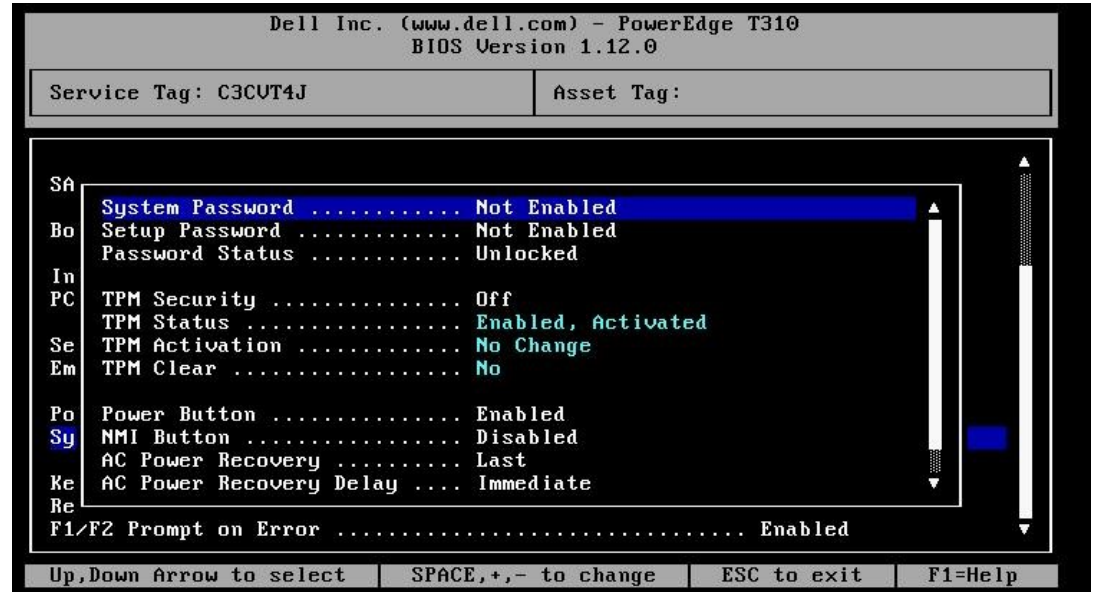 Dell Inc. (www.dell.com) - PowerEdge T310
BIOS Version 1.12.0
Service Tag: C3CVT4J
Asset Tag:
SA
System Password ............ Not Enabled
Bo
Setup Password ............. Not Enabled
Password Status ............ Unlocked
In
PC
TPM Security ............... Off
TPM Status ................. Enabled, Activated
Se
TPM Activation ............. No Change
Em
TPM Clear .................. No
Po
Power Button ............... Enabled
Sy
NMI Button ................. Disabled
AC Power Recovery .......... Last
Ke
AC Power Recovery Delay .... Immediate
Re
F1/F2 Prompt on Error ................................ Enabled
Up,Down Arrow to select
SPACE,+,- to change
ESC to exit
F1=Help